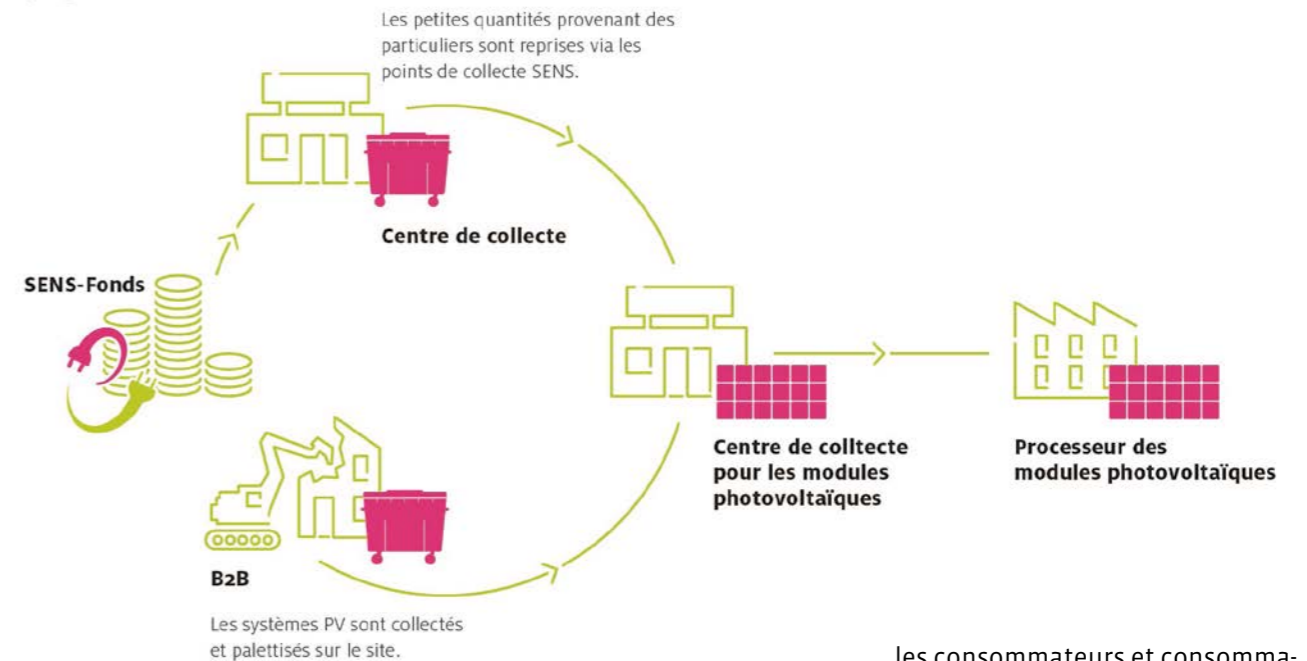 Les petites quantités provenant des
particuliers sont reprises via les
points de collecte SENS.
Centre de collecte
SENS-Fonds
Centre de colltecte
pour les modules
photovoltaïques
Processeur des
modules photovoltaïques
B2B
Les systèmes PV sont collectés
et palettisés sur le site.
les consommateurs et consomma-